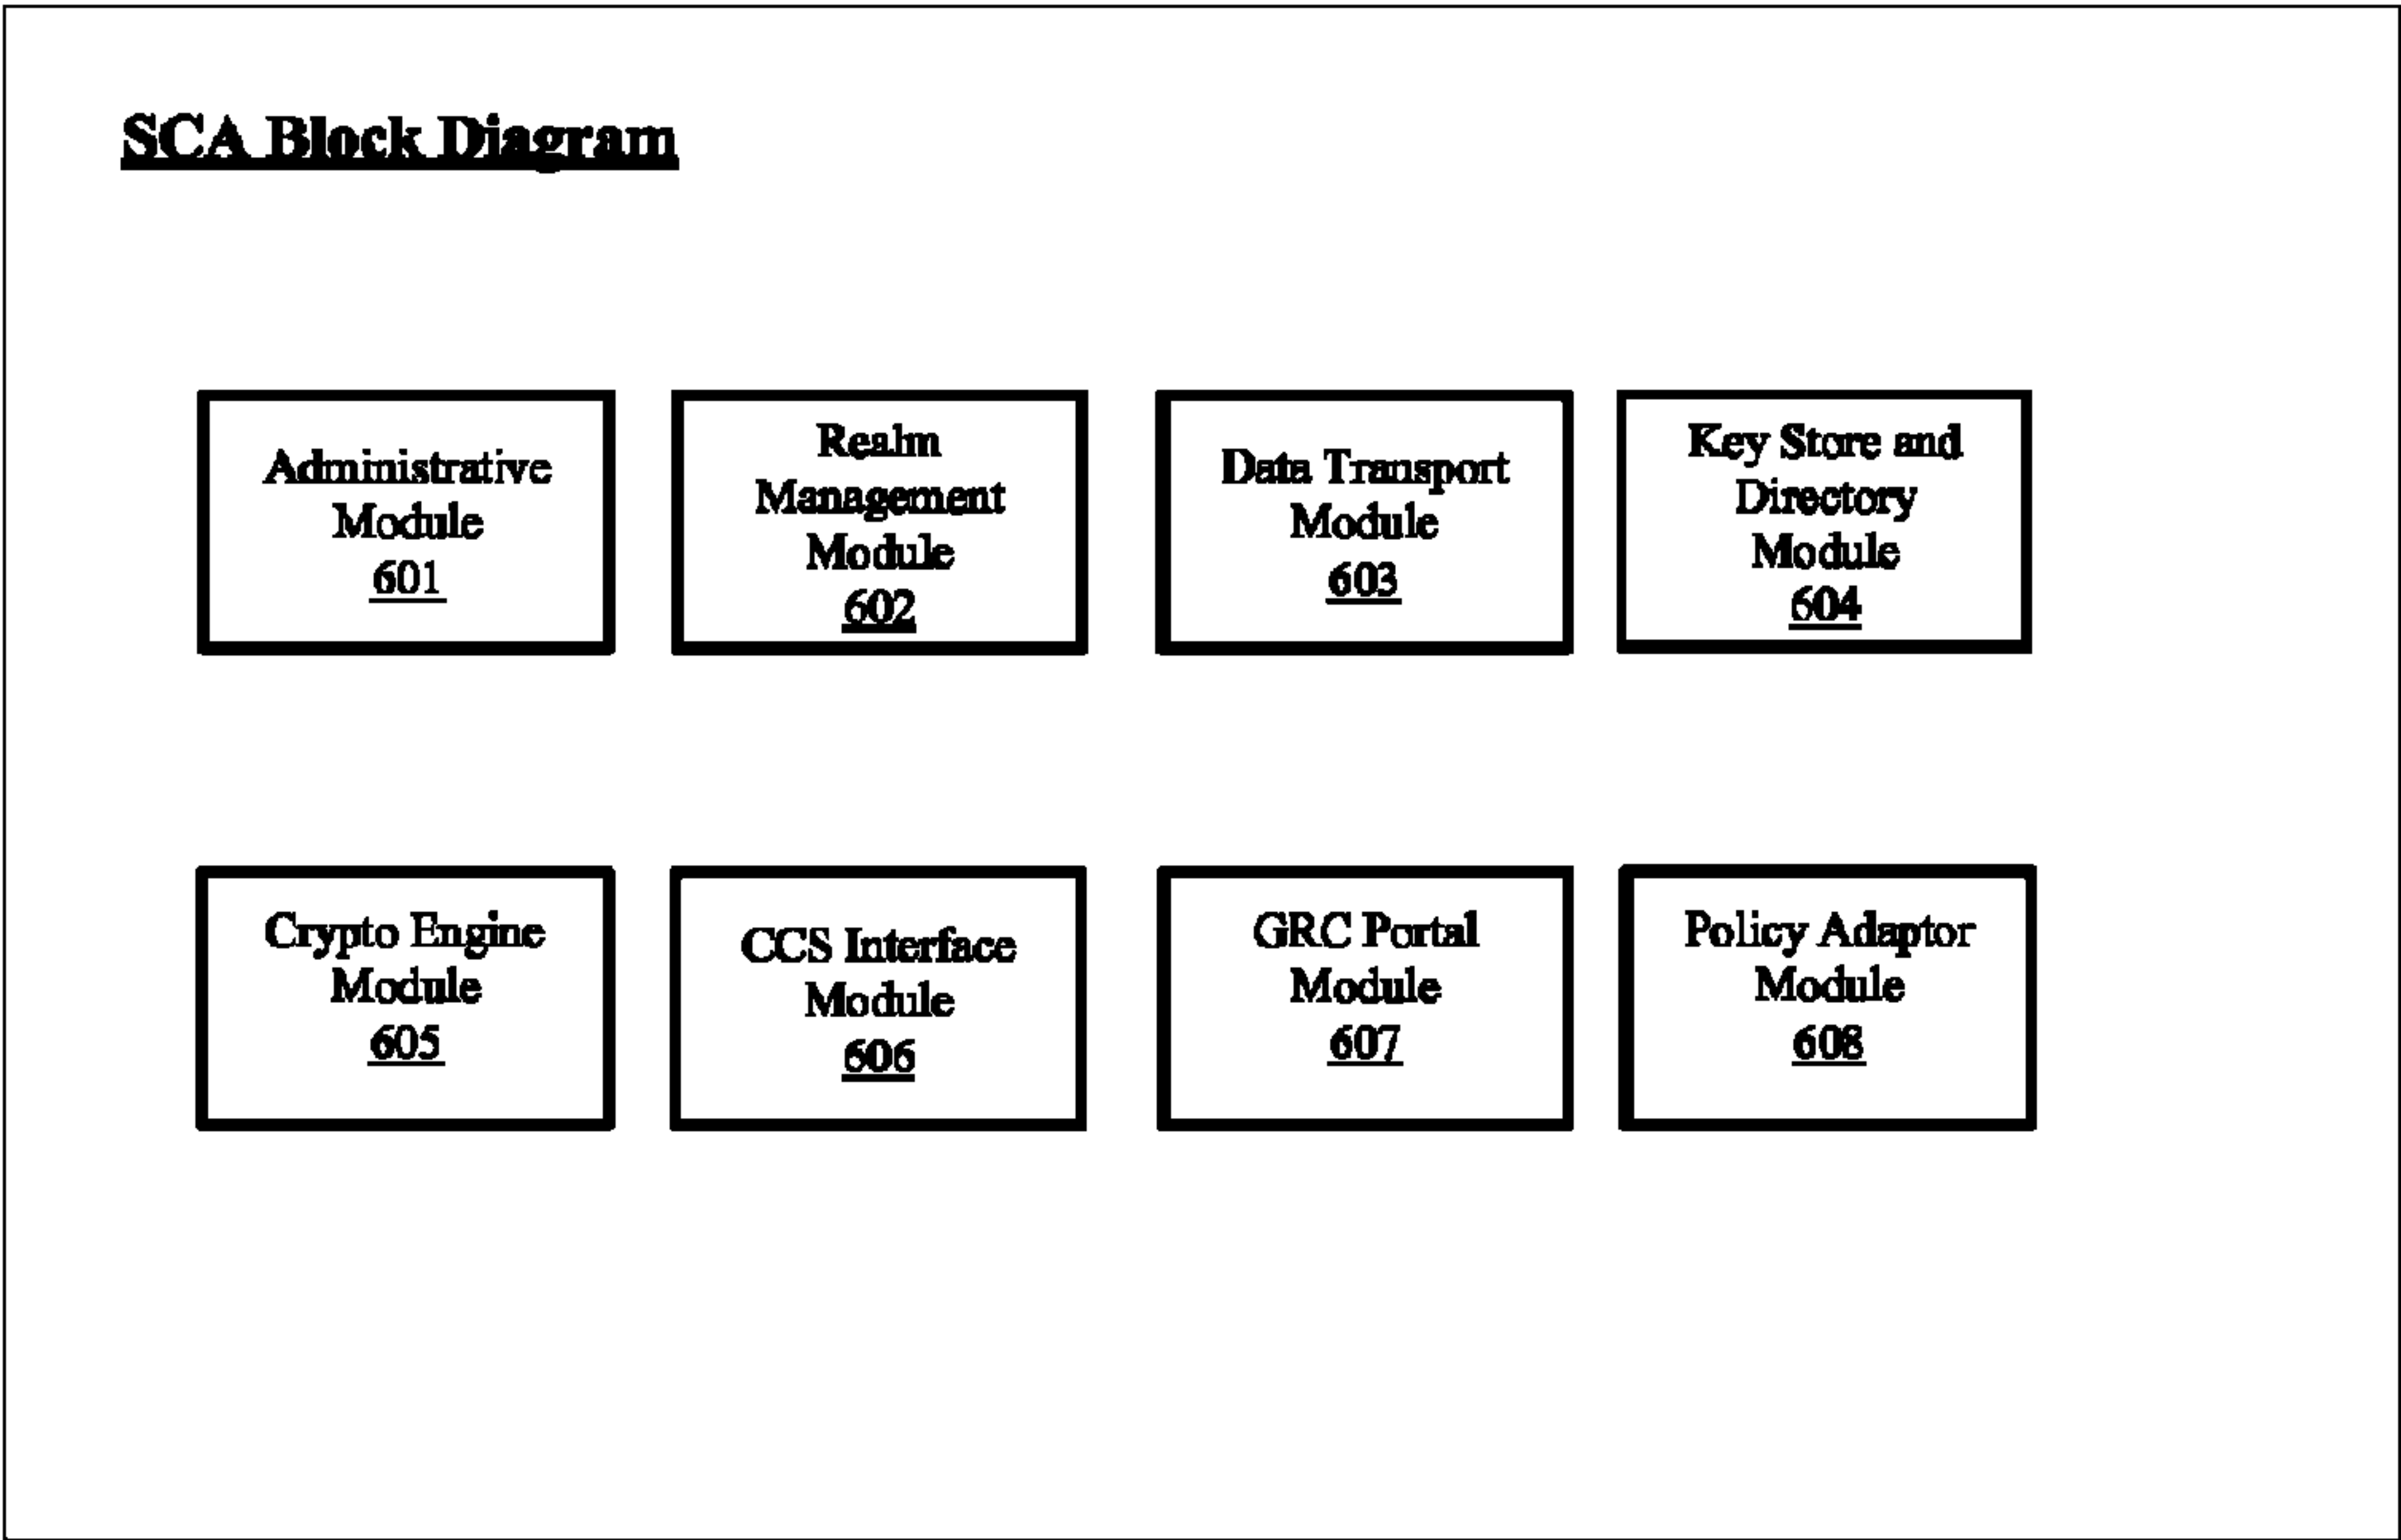 SCA Block Diagram
Administrative
Module
601
Realm
Management
Module
602
Data Transport
Module
603
Key Store and
Directory
Module
604
Crypto Engine
Module
605
CCS Interface
Module
606
GRC Portal
Module
607
Policy Adaptor
Module
608